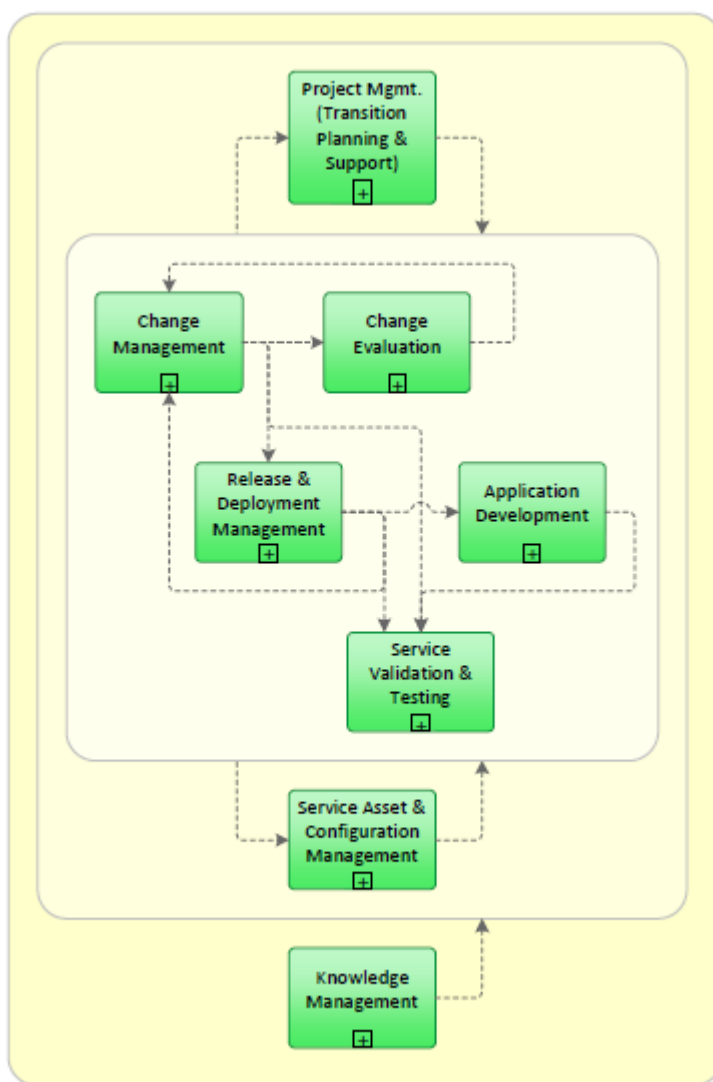 Project Mgmt.
(Transition
Planning &
Support)
Change
Management
Change
Evaluation
Release &
Deployment
Management
Application
Development
Service
Validation &
Testing
Service Asset &
Configuration
Management
Knowledge
Management